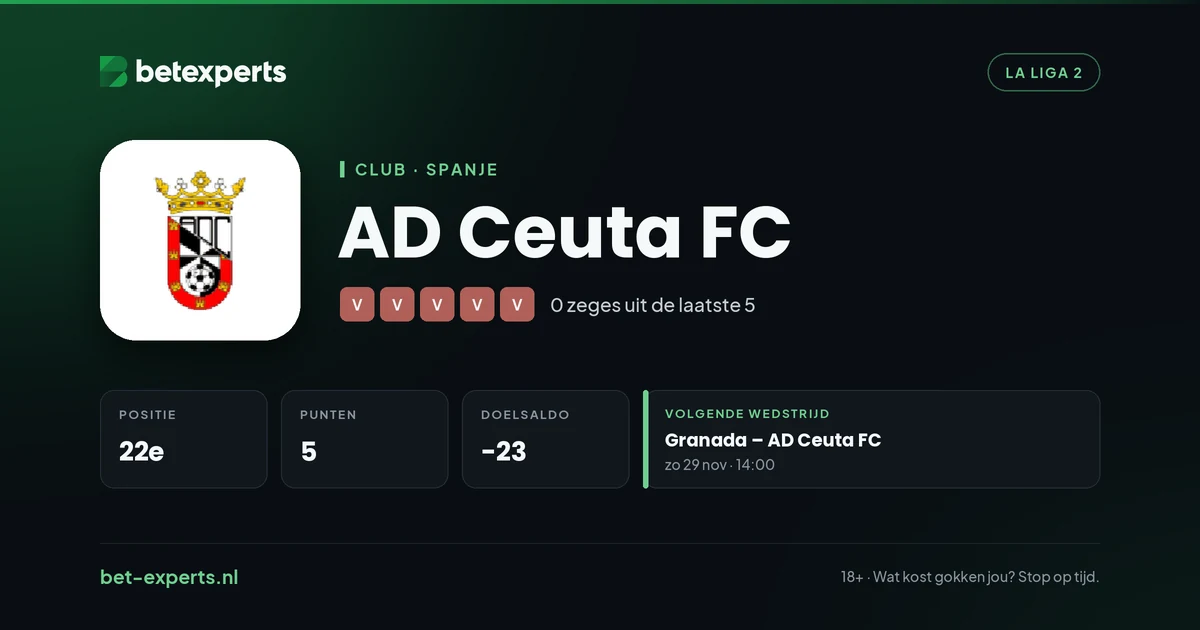 betexperts
LA LIGA 2
CLUB · SPANJE
AD Ceuta FC
V V V V V 0 zeges uit de laatste 5
POSITIE
22e
PUNTEN
5
DOELSALDO
-23
VOLGENDE WEDSTRIJD
Granada – AD Ceuta FC
zo 29 nov · 14:00
bet-experts.nl
18+ · Wat kost gokken jou? Stop op tijd.